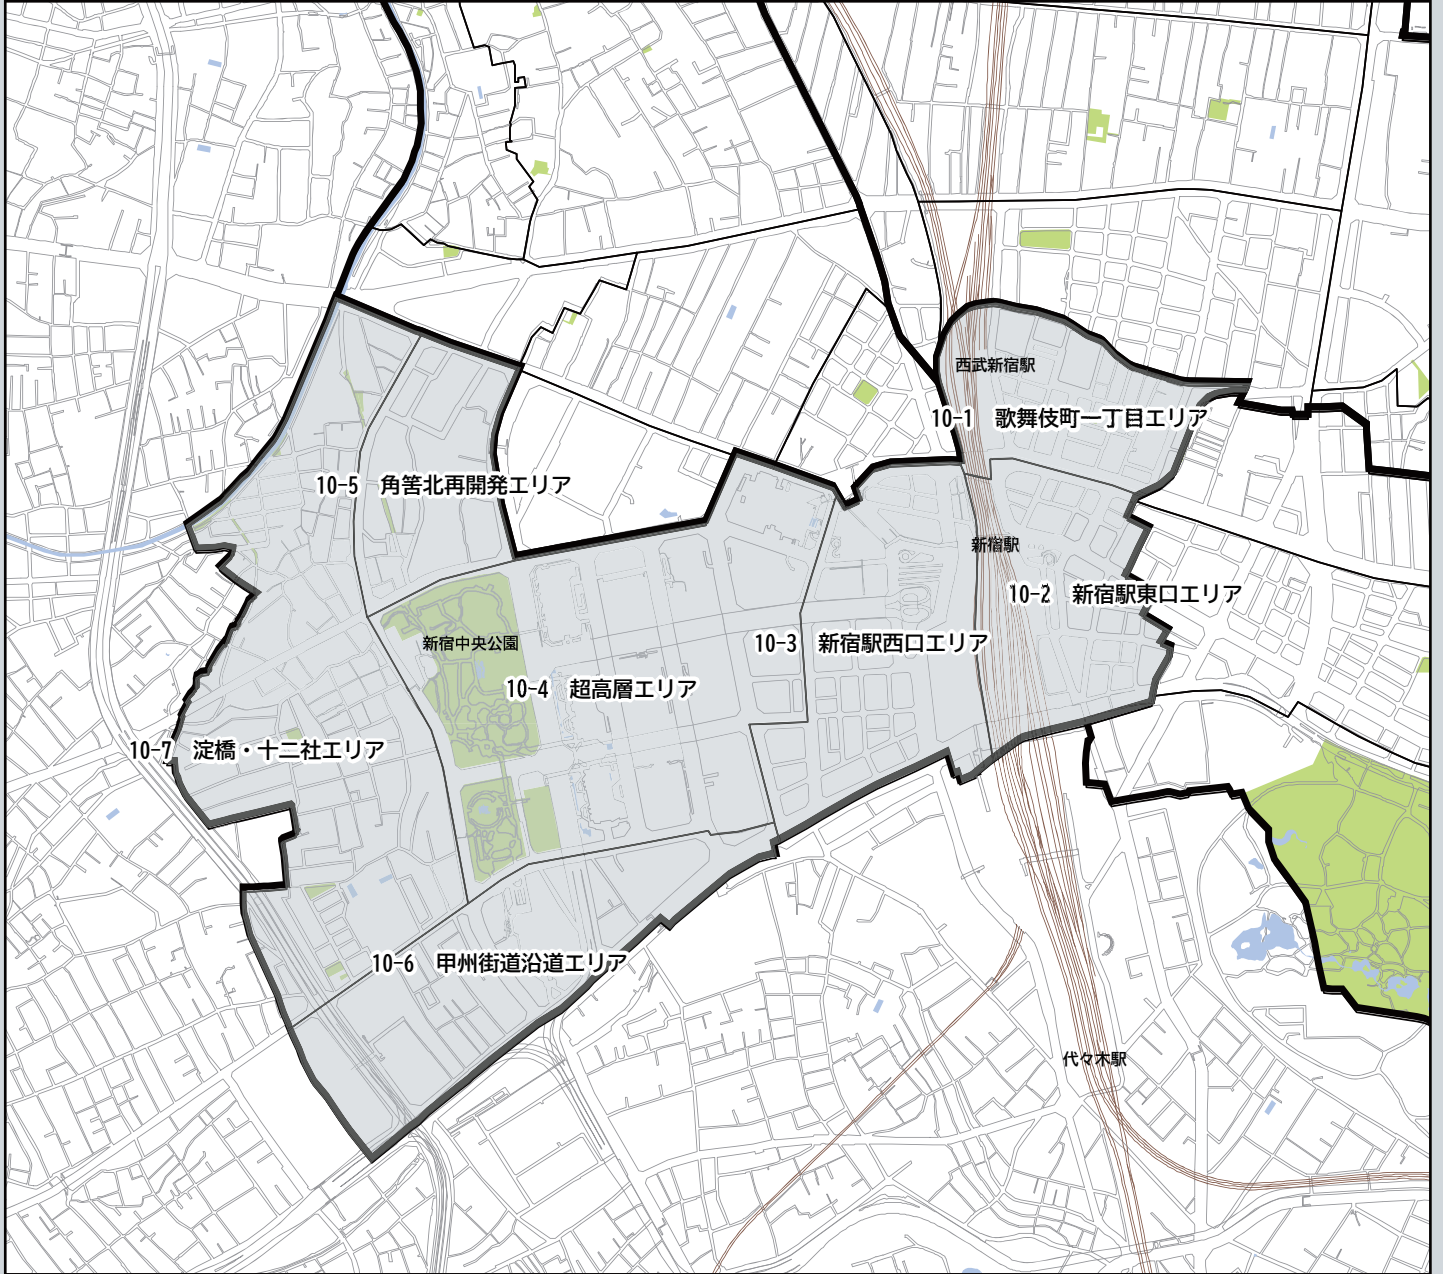 西武新宿駅
10-1 歌舞伎町一丁目エリア
10-5 角筈北再開発エリア
新宿駅
10-2 新宿駅東口エリア
新宿中央公園
10-3 新宿駅西口エリア
10-4 超高層エリア
10-7 淀橋・十二社エリア
10-6 甲州街道沿道エリア
代々木駅